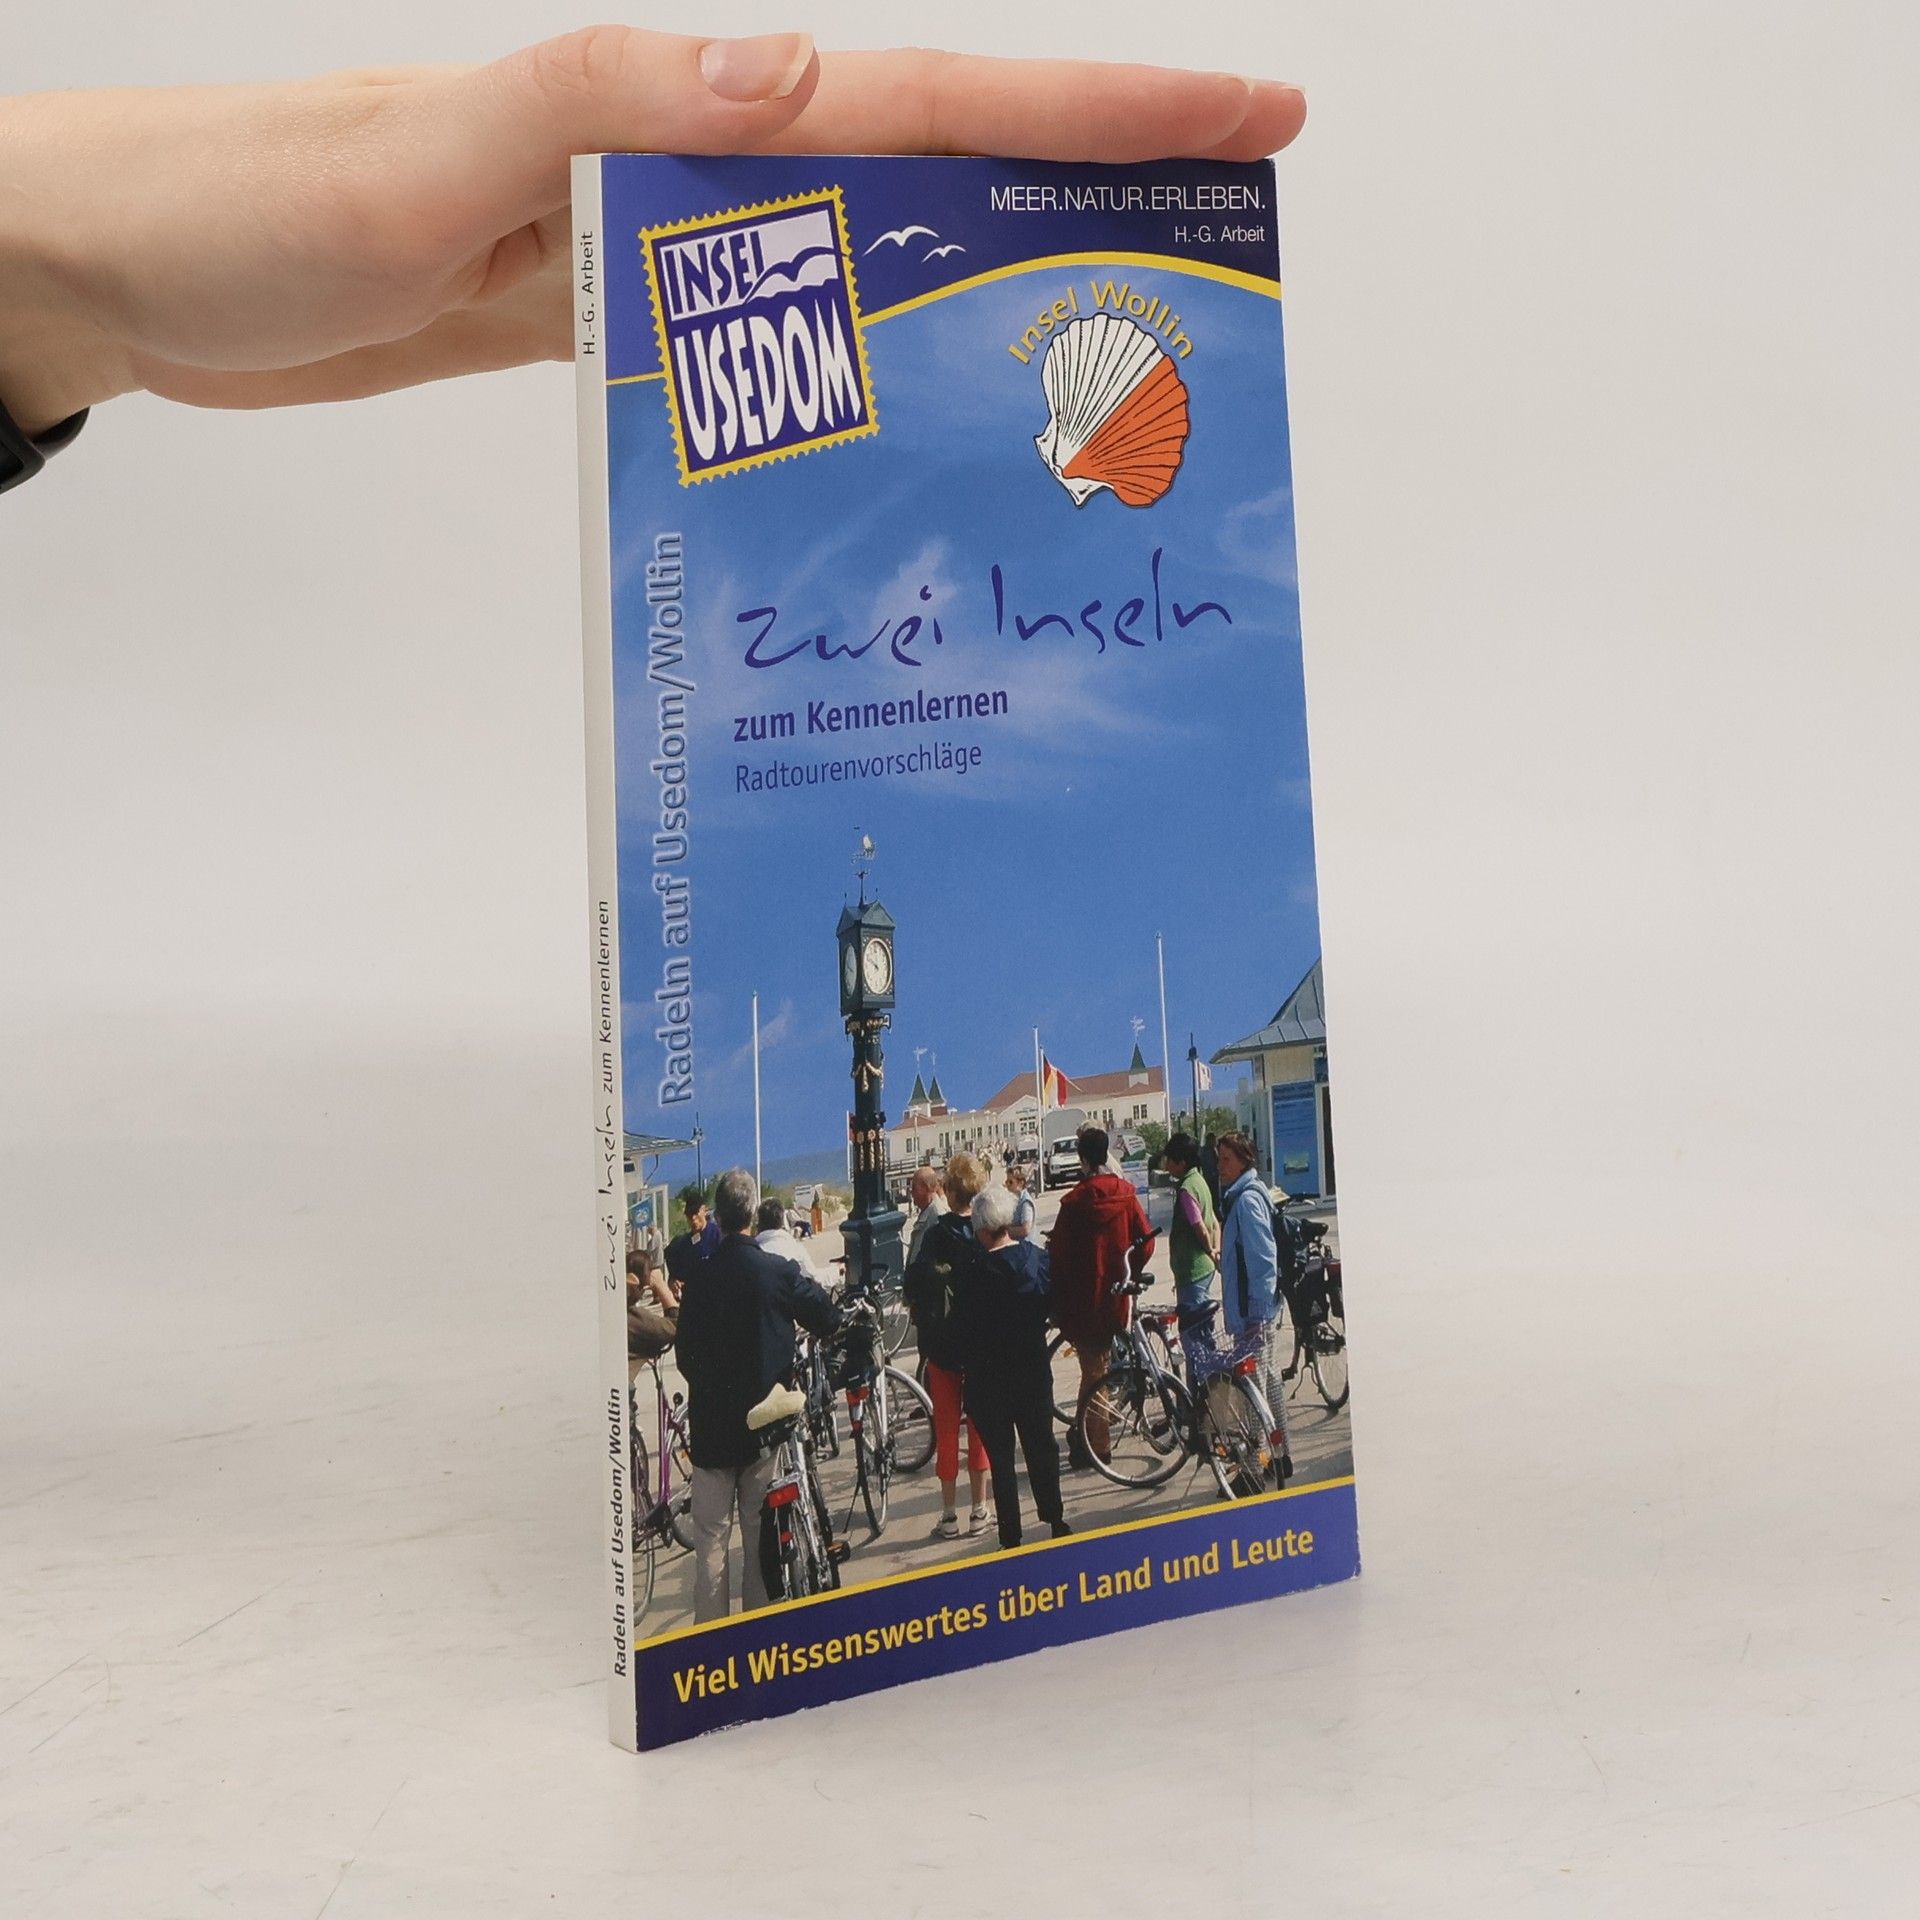 MEER.NATUR.ERLEBEN.
H.-G. Arbeit
INSEL
USEDOM
Insel Wollin
Radeln auf Usedom/Wollin
zwei Inseln
zum Kennenlernen
Radtourenvorschläge
Viel Wissenswertes über Land und Leute
H.-G. Arbeit
zwei Inseln zum Kennenlernen
Radeln auf Usedom/Wollin